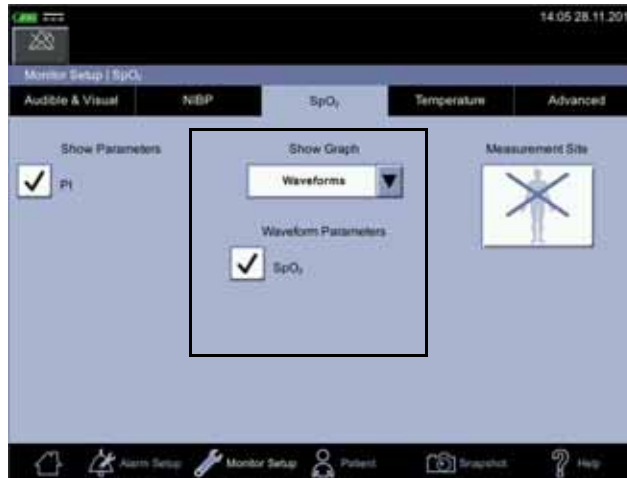 14:05 28.11.201
Monitor Setup | SpO₂
Audible & Visual NIBP SpO₂ Temperature Advanced
Show Parameters Show Graph Measurement Site
PI Waveforms
Waveform Parameters
SpO₂
Alarm Setup Monitor Setup Patient Snapshot Help